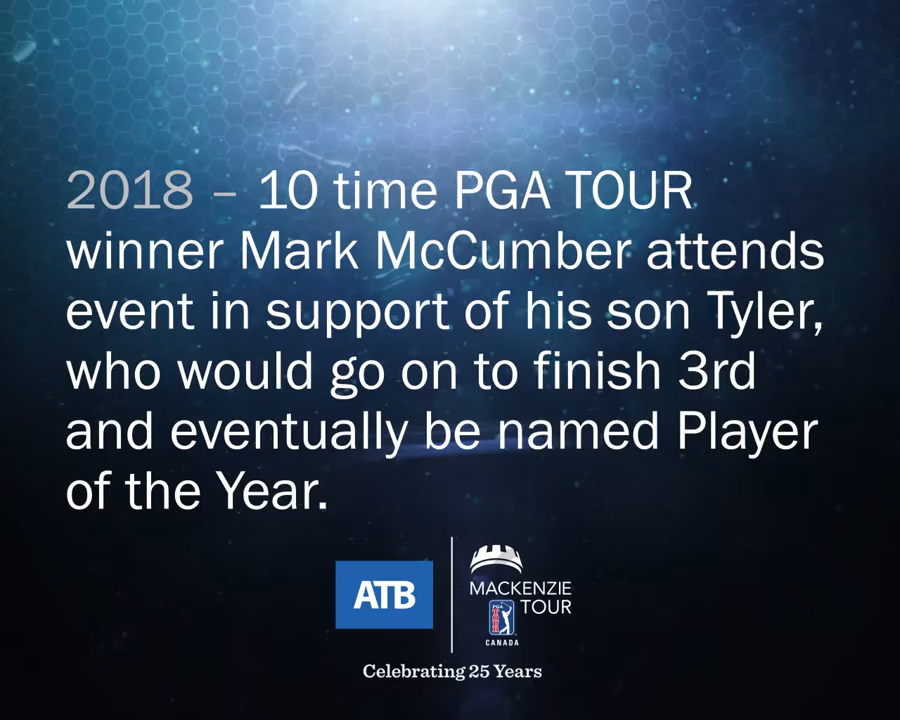 2018 – 10 time PGA TOUR
winner Mark McCumber attends
event in support of his son Tyler,
who would go on to finish 3rd
and eventually be named Player
of the Year.
ATB
MACKENZIE
TOUR
PGA
TOUR
CANADA
Celebrating 25 Years